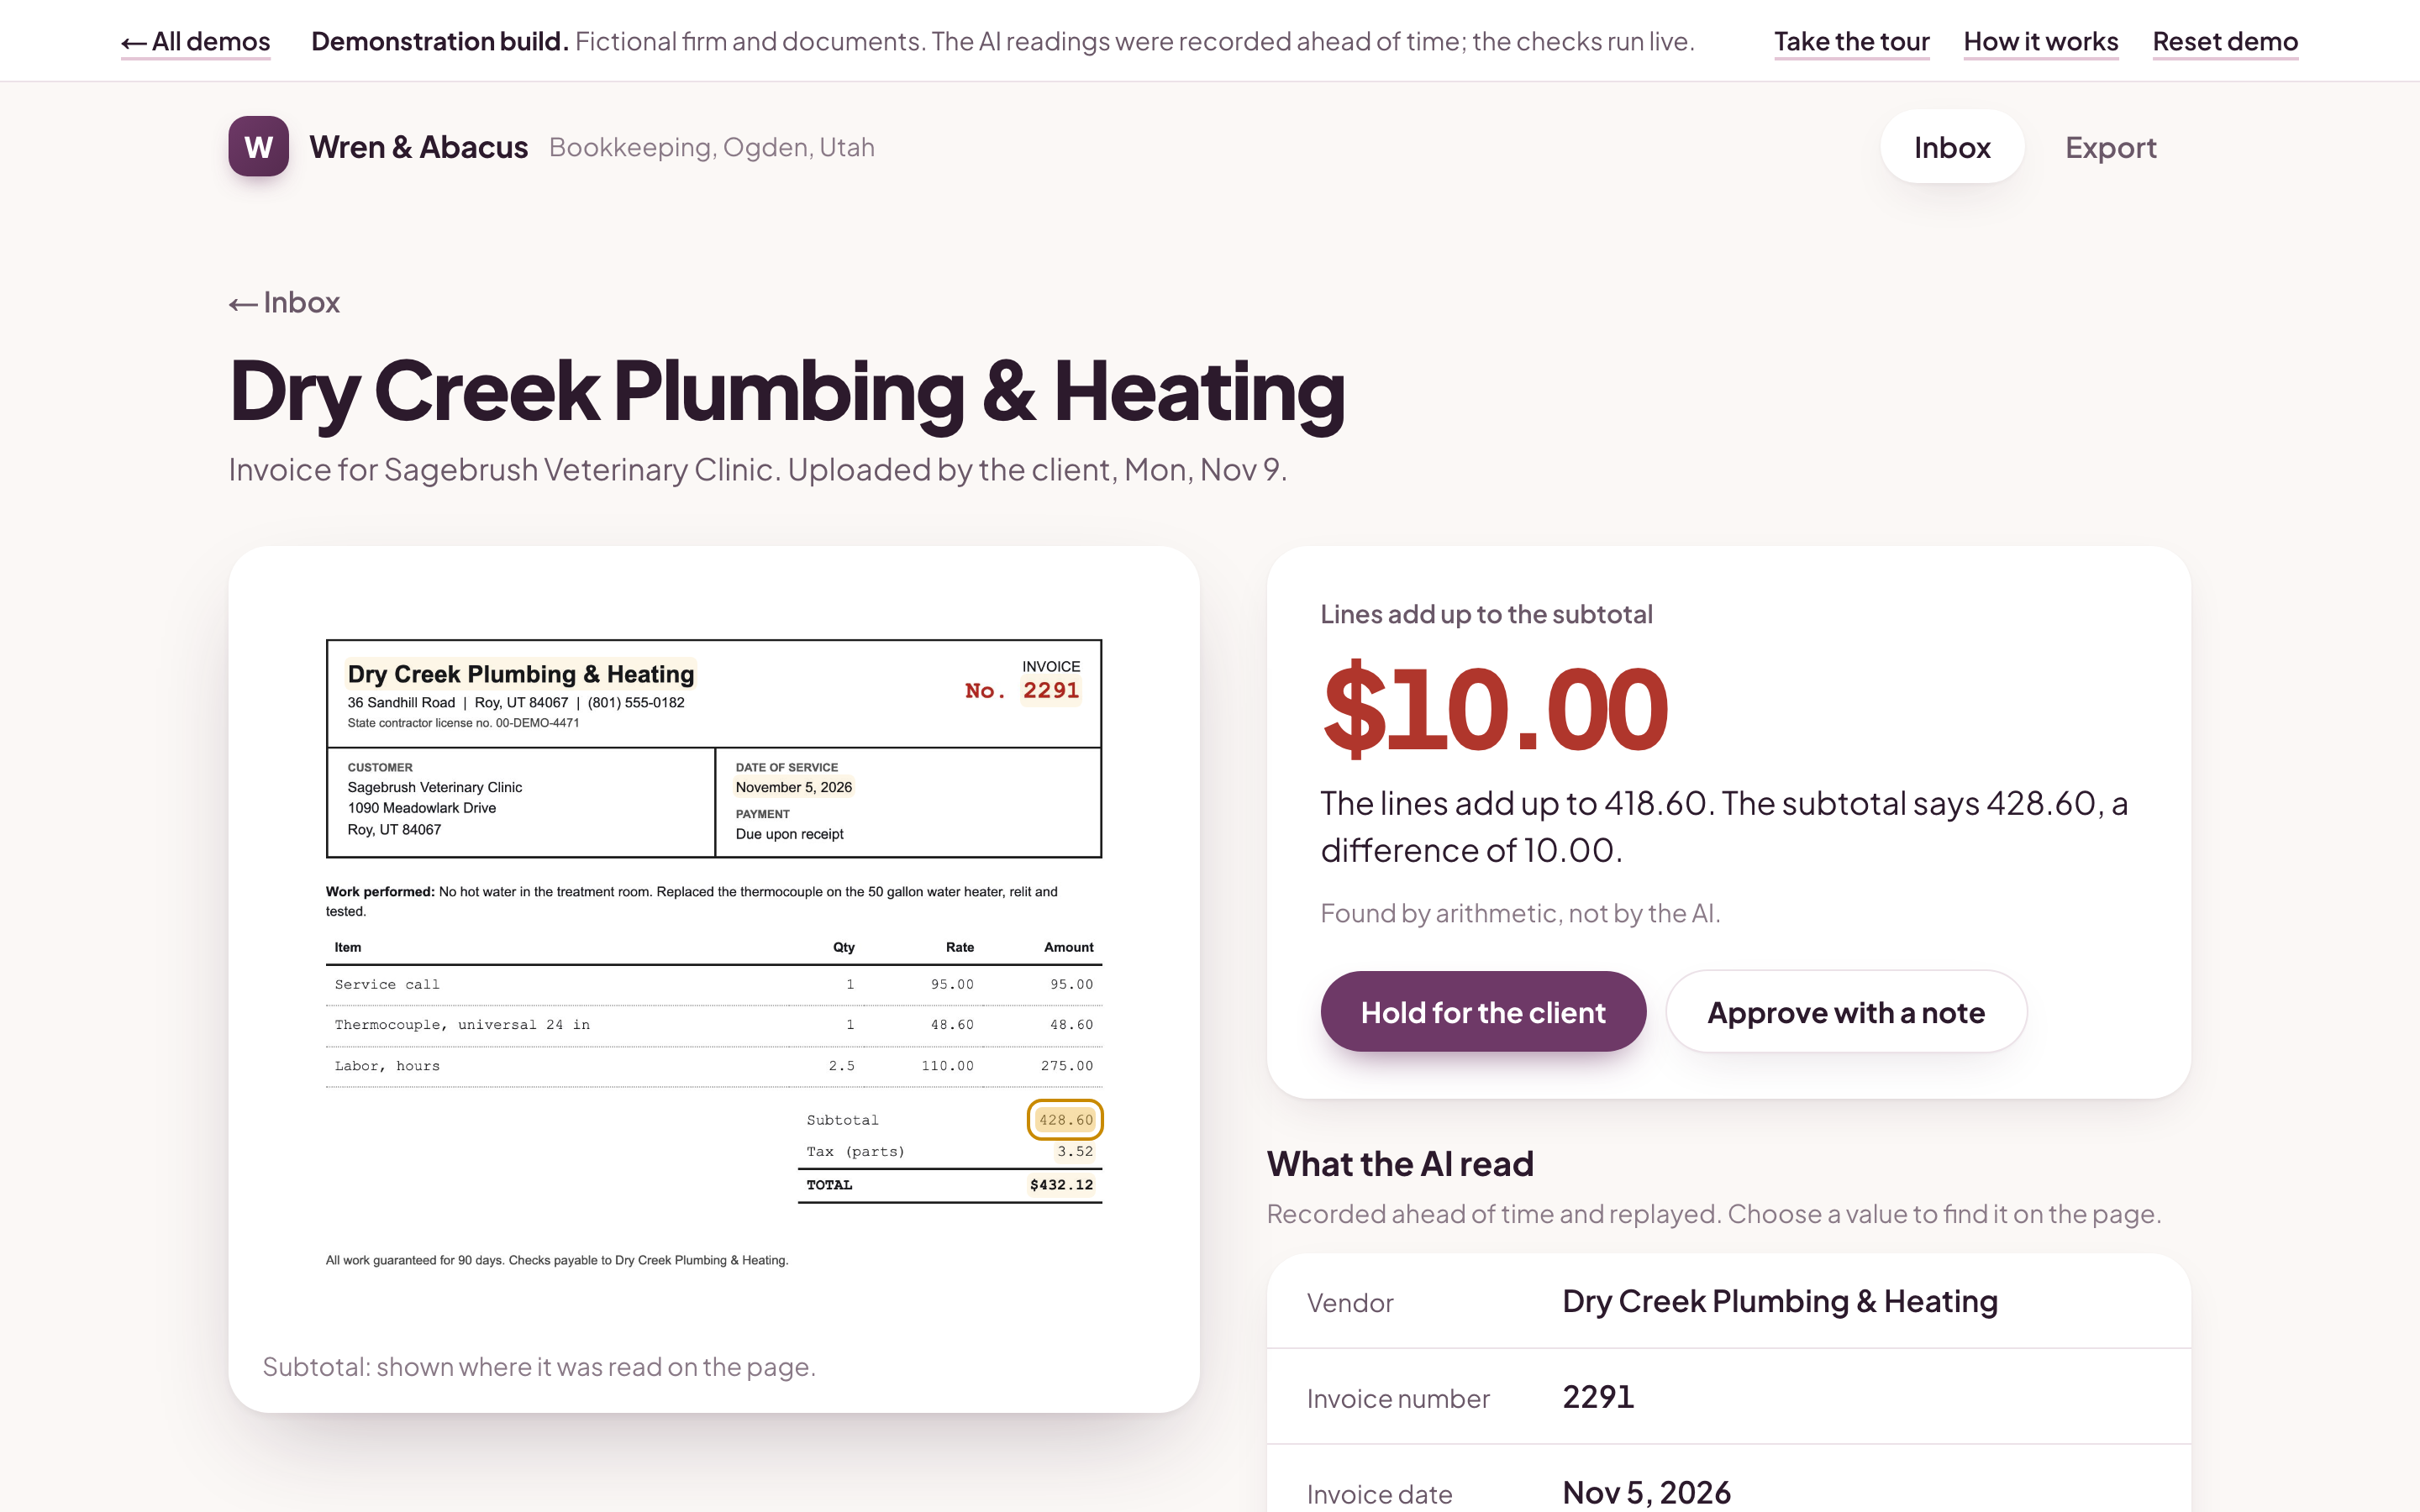 ← All demos
Demonstration build. Fictional firm and documents. The AI readings were recorded ahead of time; the checks run live.
Take the tour
How it works
Reset demo
W
Wren & Abacus
Bookkeeping, Ogden, Utah
Inbox
Export
← Inbox
Dry Creek Plumbing & Heating
Invoice for Sagebrush Veterinary Clinic. Uploaded by the client, Mon, Nov 9.
Dry Creek Plumbing & Heating
36 Sandhill Road | Roy, UT 84067 | (801) 555-0182
State contractor license no. 00-DEMO-4471
INVOICE
No. 2291
CUSTOMER
Sagebrush Veterinary Clinic
1090 Meadowlark Drive
Roy, UT 84067
DATE OF SERVICE
November 5, 2026
PAYMENT
Due upon receipt
Work performed: No hot water in the treatment room. Replaced the thermocouple on the 50 gallon water heater, relit and
tested.
Item Qty Rate Amount
Service call 1 95.00 95.00
Thermocouple, universal 24 in 1 48.60 48.60
Labor, hours 2.5 110.00 275.00
Subtotal 428.60
Tax (parts) 3.52
TOTAL $432.12
All work guaranteed for 90 days. Checks payable to Dry Creek Plumbing & Heating.
Subtotal: shown where it was read on the page.
Lines add up to the subtotal
$10.00
The lines add up to 418.60. The subtotal says 428.60, a
difference of 10.00.
Found by arithmetic, not by the AI.
Hold for the client
Approve with a note
What the AI read
Recorded ahead of time and replayed. Choose a value to find it on the page.
Vendor Dry Creek Plumbing & Heating
Invoice number 2291
Invoice date Nov 5, 2026